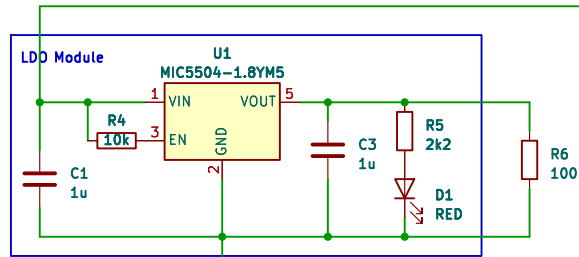 LDO Module
U1
MIC5504-1.8YM5
1
VIN
VOUT
5
R4
10k
3
EN
GND
2
C1
1u
C3
1u
R5
2k2
D1
RED
R6
100